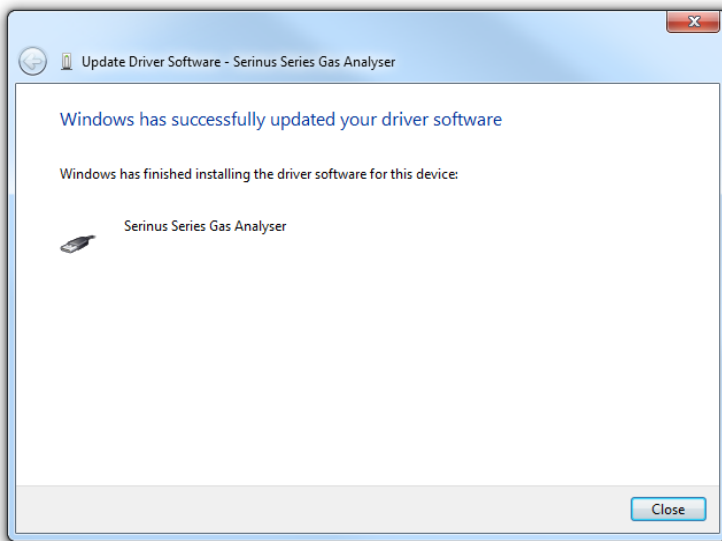 Update Driver Software - Serinus Series Gas Analyser
Windows has successfully updated your driver software
Windows has finished installing the driver software for this device:
Serinus Series Gas Analyser
Close